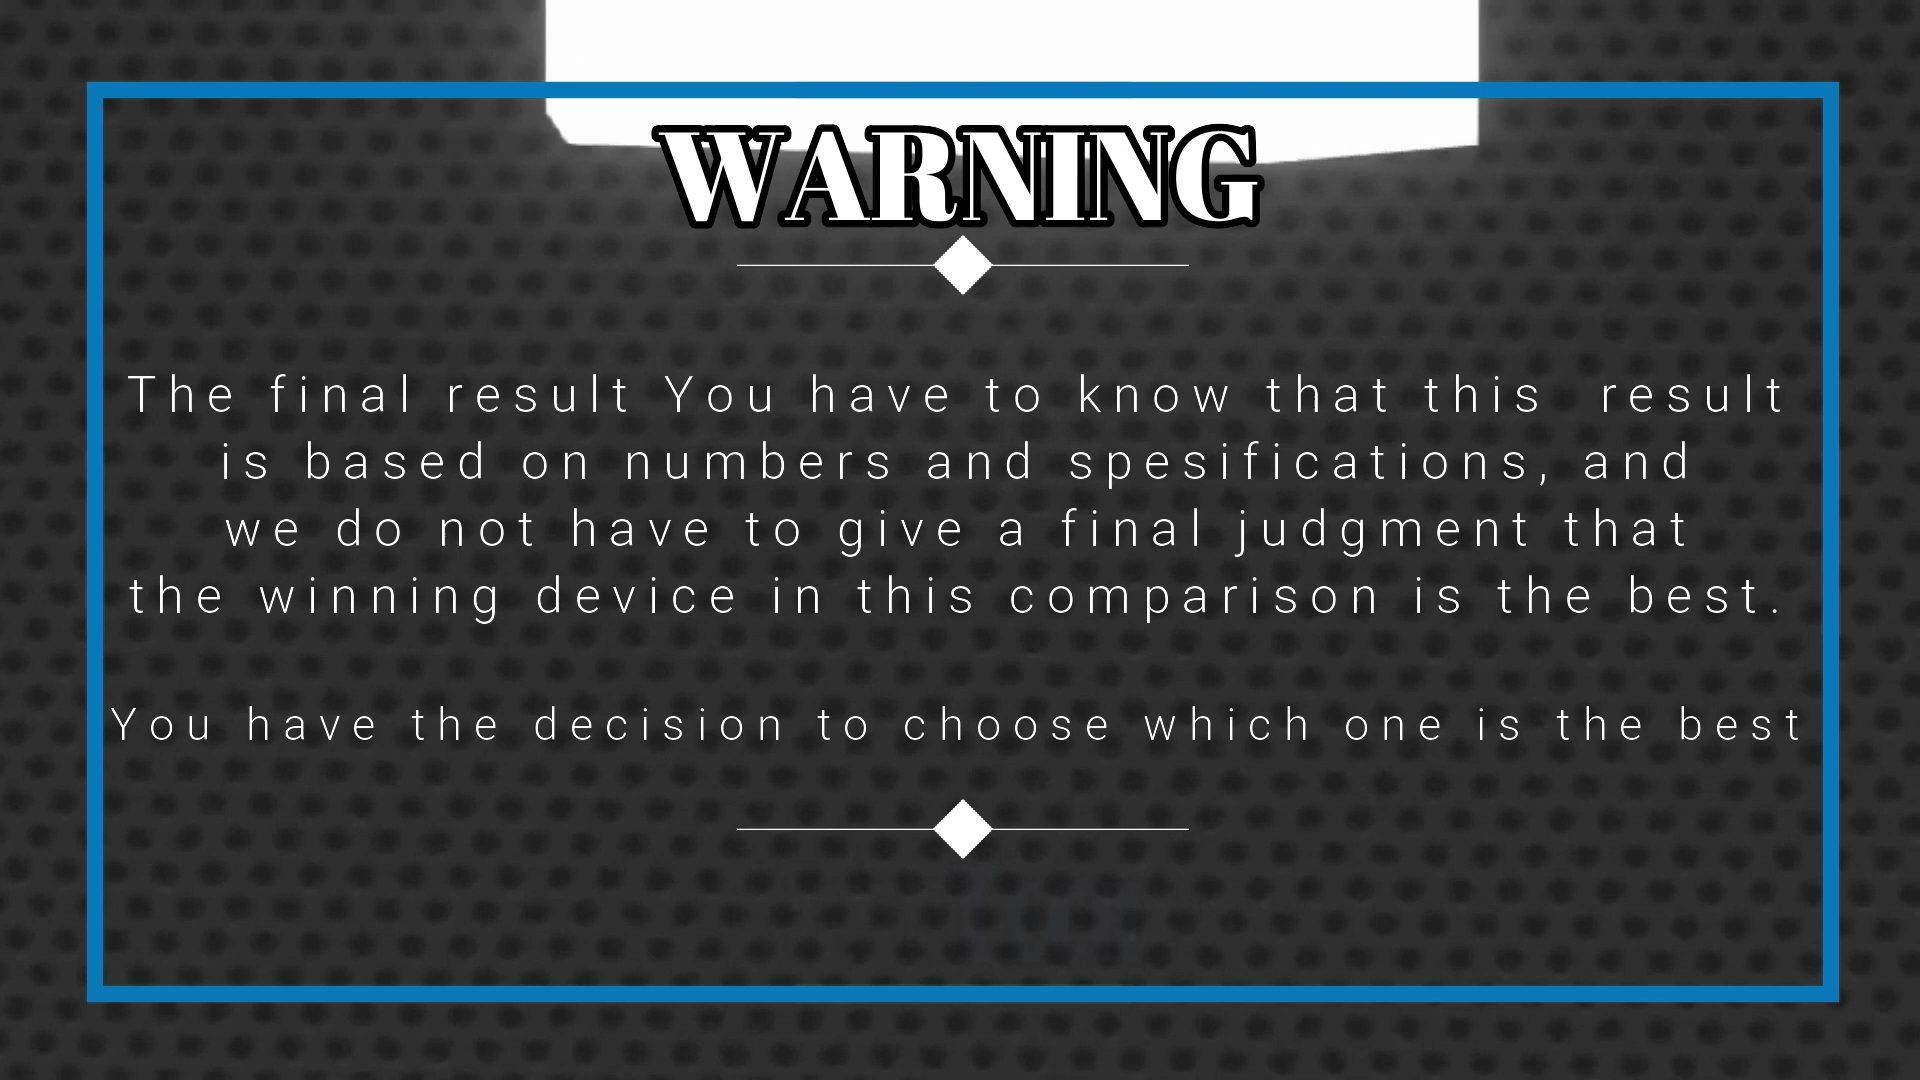 WARNING
The final result You have to know that this result
is based on numbers and spesifications, and
we do not have to give a final judgment that
the winning device in this comparison is the best.
You have the decision to choose which one is the best